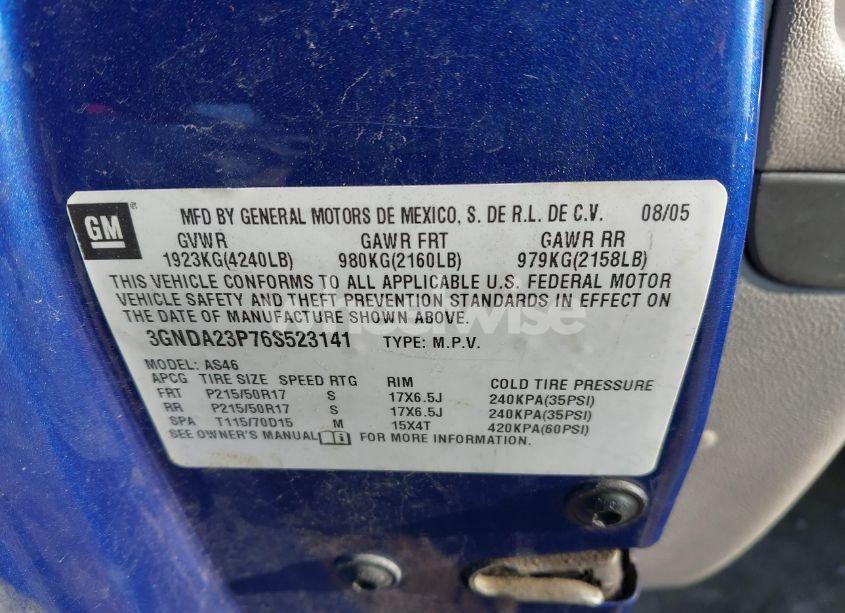 GM MFD BY GENERAL MOTORS DE MEXICO, S. DE R.L. DE C.V. 08/05
GVWR GAWR FRT GAWR RR
1923KG(4240LB) 980KG(2160LB) 979KG(2158LB)
THIS VEHICLE CONFORMS TO ALL APPLICABLE U.S. FEDERAL MOTOR
VEHICLE SAFETY AND THEFT PREVENTION STANDARDS IN EFFECT ON
THE DATE OF MANUFACTURE SHOWN ABOVE.
3GNDA23P76S523141 TYPE: M.P.V.
MODEL: AS46
APCG TIRE SIZE SPEED RTG RIM COLD TIRE PRESSURE
FRT P215/50R17 S 17X6.5J 240KPA(35PSI)
RR P215/50R17 S 17X6.5J 240KPA(35PSI)
SPA T115/70D15 M 15X4T 420KPA(60PSI)
SEE OWNER'S MANUAL FOR MORE INFORMATION.